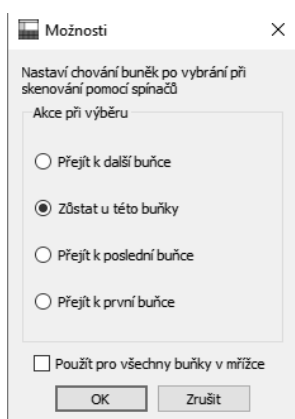 Možnosti
Nastaví chování buněk po vybrání při
skenování pomocí spínačů
Akce při výběru
Přejít k další buňce
Zůstat u této buňky
Přejít k poslední buňce
Přejít k první buňce
Použít pro všechny buňky v mřížce
OK Zrušit